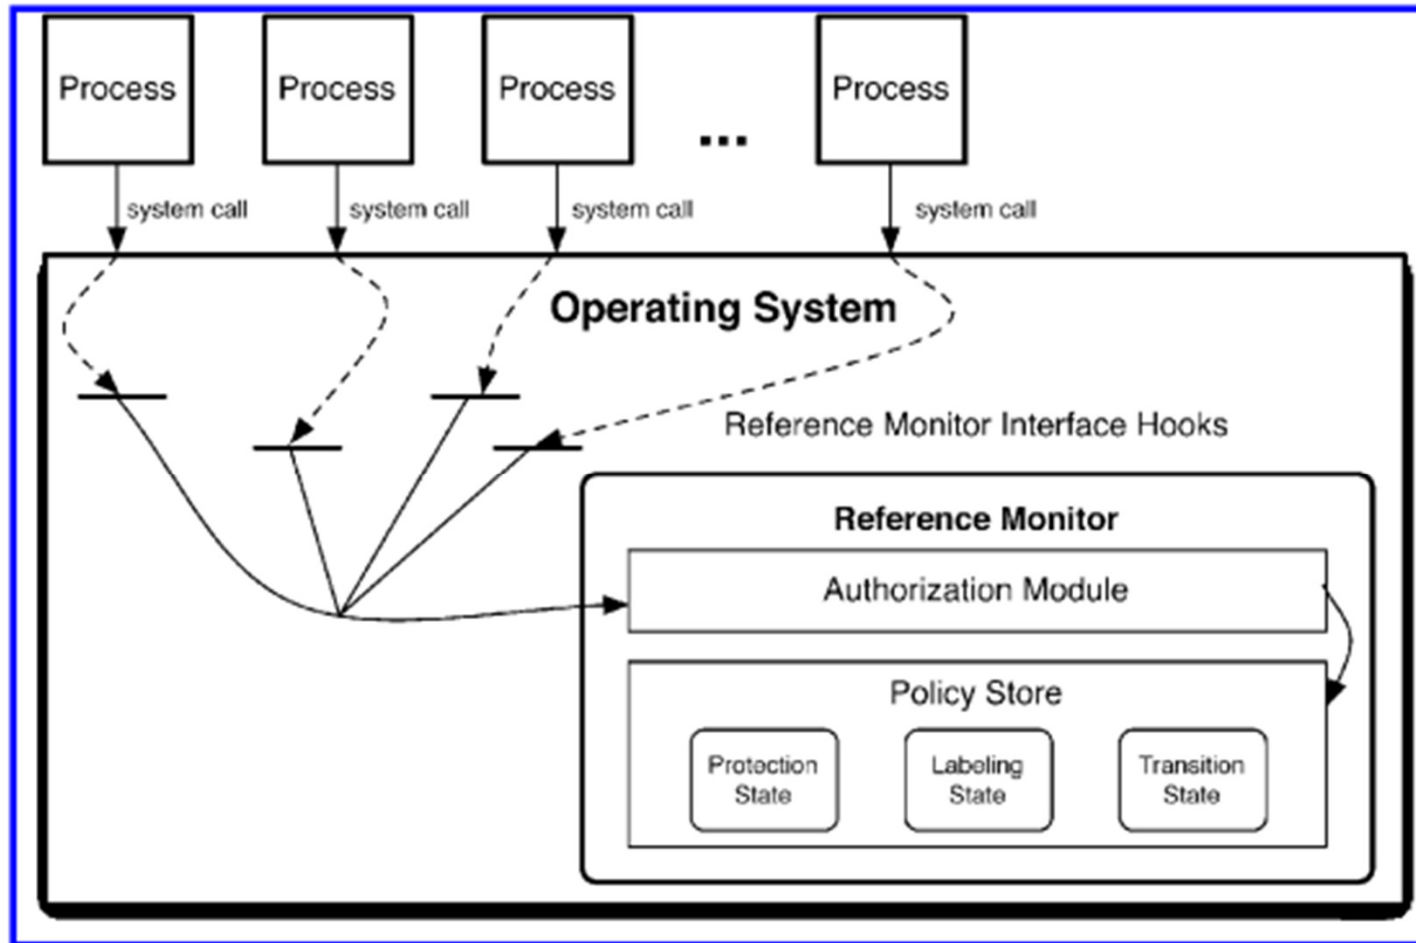 Process
Process
Process
...
Process
system call
system call
system call
system call
Operating System
Reference Monitor Interface Hooks
Reference Monitor
Authorization Module
Policy Store
Protection
State
Labeling
State
Transition
State